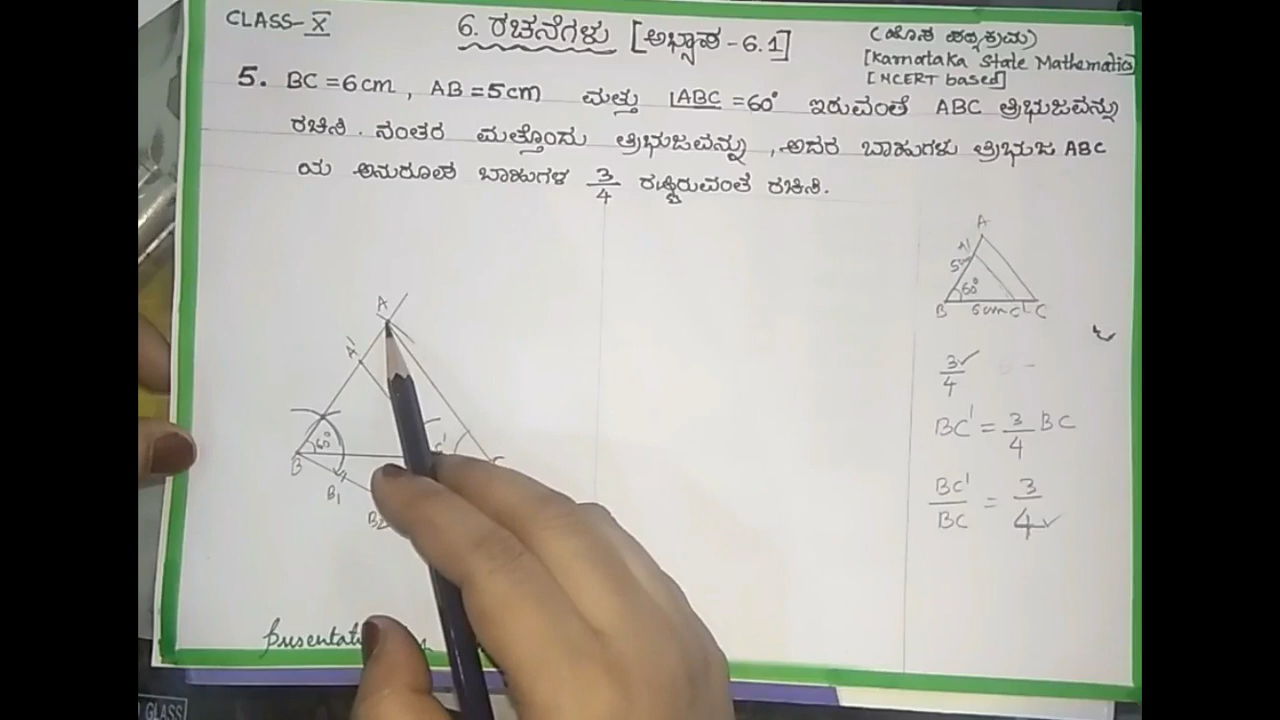 CLASS-X
6. ರಚನೆಗಳು [ಅಭ್ಯಾಸ-6.1]
(ಹೊಸ ಪಠ್ಯಕ್ರಮ)
[Karnataka State Mathematics]
[NCERT based]
5. BC=6cm, AB=5cm ಮತ್ತು ∠ABC=60° ಇರುವಂತೆ ABC ತ್ರಿಭುಜವನ್ನು
ರಚಿಸಿ. ನಂತರ ಮತ್ತೊಂದು ತ್ರಿಭುಜವನ್ನು, ಅದರ ಬಾಹುಗಳು ತ್ರಿಭುಜ ABC
ಯ ಅನುರೂಪ ಬಾಹುಗಳ 3/4 ರಷ್ಟಿರುವಂತೆ ರಚಿಸಿ.
A
A'
5cm
60°
B 6cm C' C
A
A'
60°
B
C'
B1
B2
3/4
BC' = 3/4 BC
BC'/BC = 3/4
GLASS